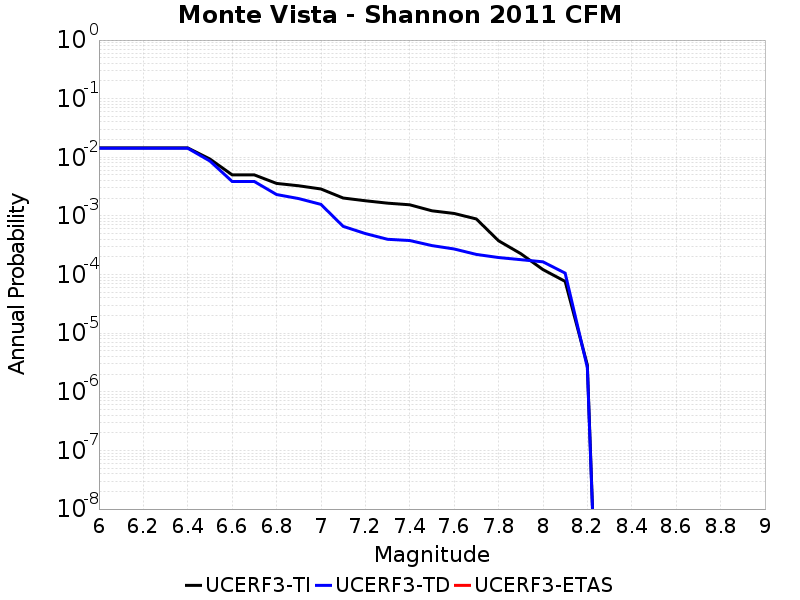 Monte Vista - Shannon 2011 CFM
10^0
10^-1
10^-2
10^-3
10^-4
10^-5
10^-6
10^-7
10^-8
Annual Probability
6 6.2 6.4 6.6 6.8 7 7.2 7.4 7.6 7.8 8 8.2 8.4 8.6 8.8 9
Magnitude
UCERF3-TI UCERF3-TD UCERF3-ETAS